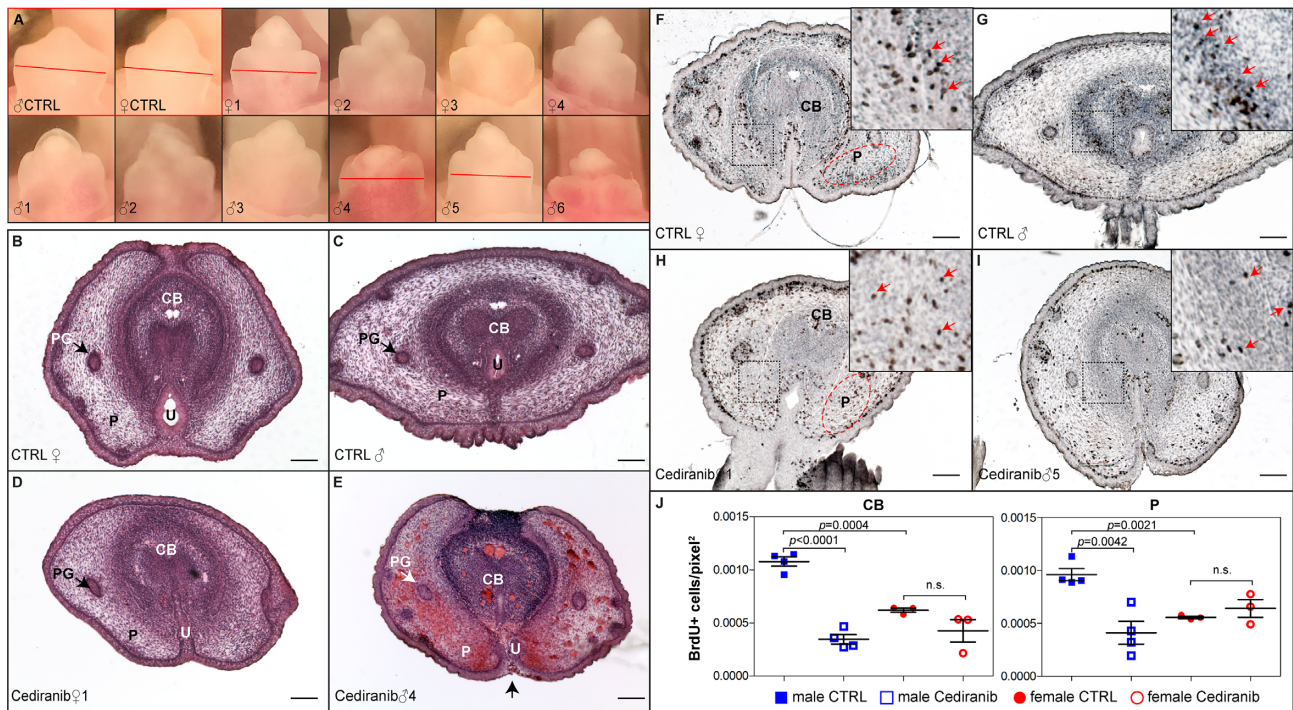 A
♂CTRL
♀CTRL
♀1
♀2
♀3
♀4
♂1
♂2
♂3
♂4
♂5
♂6
B
CB
PG
P
U
CTRL ♀
C
CB
PG
U
P
CTRL ♂
D
CB
PG
P
U
Cediranib♀1
E
PG
CB
P
U
Cediranib♂4
F
CB
P
CTRL ♀
G
CTRL ♂
H
CB
P
Cediranib♀1
I
Cediranib♂5
J
CB
BrdU+ cells/pixel²
0.0015
0.0010
0.0005
0.0000
p=0.0004
p<0.0001
n.s.
P
0.0015
0.0010
0.0005
0.0000
p=0.0021
p=0.0042
n.s.
male CTRL
male Cediranib
female CTRL
female Cediranib